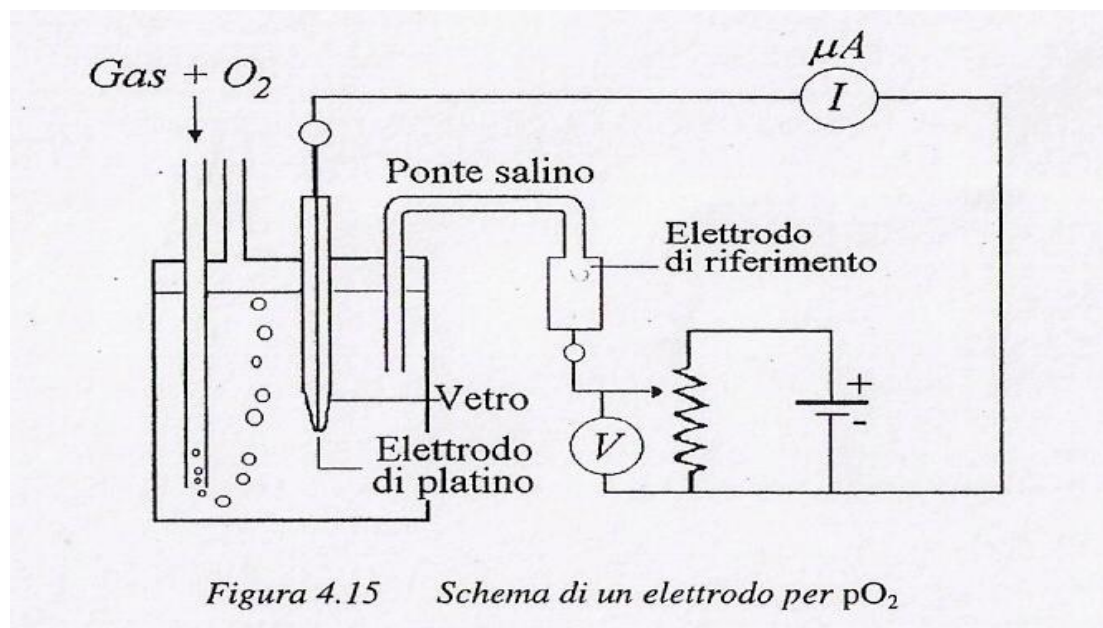 μA
Gas + O₂
I
Ponte salino
Elettrodo
di riferimento
+
-
V
Vetro
Elettrodo
di platino
Figura 4.15 Schema di un elettrodo per pO₂